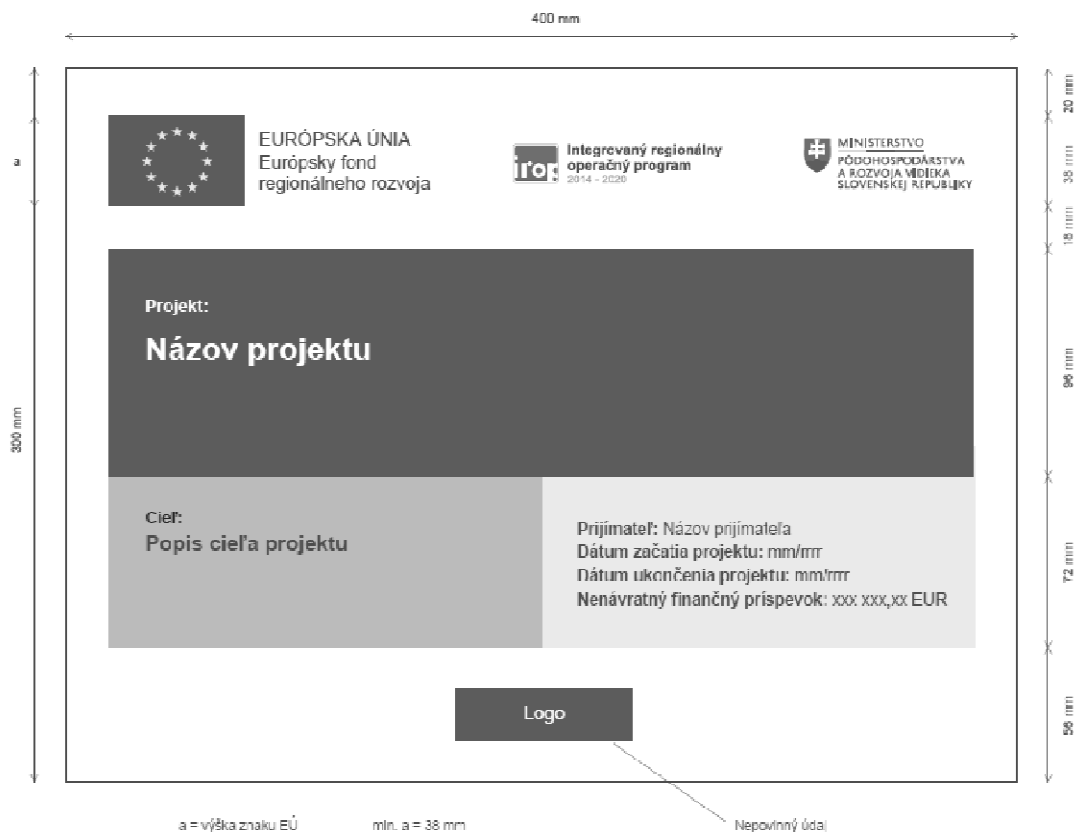 400 mm
20 mm
a
EURÓPSKA ÚNIA
Európsky fond
regionálneho rozvoja
irop
Integrovaný regionálny
operačný program
2014 - 2020
MINISTERSTVO
PÔDOHOSPODÁRSTVA
A ROZVOJA VIDIEKA
SLOVENSKEJ REPUBLIKY
38 mm
18 mm
Projekt:
Názov projektu
96 mm
300 mm
Cieľ:
Popis cieľa projektu
Prijímateľ: Názov prijímateľa
Dátum začatia projektu: mm/rrrr
Dátum ukončenia projektu: mm/rrrr
Nenávratný finančný príspevok: xxx xxx,xx EUR
72 mm
Logo
56 mm
a = výška znaku EÚ
min. a = 38 mm
Nepovinný údaj